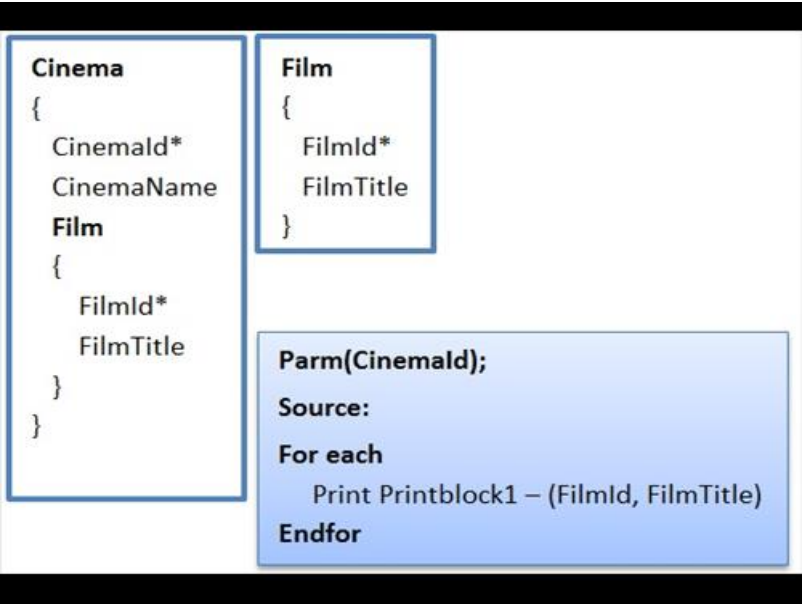 Cinema
{
CinemaId*
CinemaName
Film
{
FilmId*
FilmTitle
}
}
Film
{
FilmId*
FilmTitle
}
Parm(CinemaId);
Source:
For each
Print Printblock1 – (FilmId, FilmTitle)
Endfor